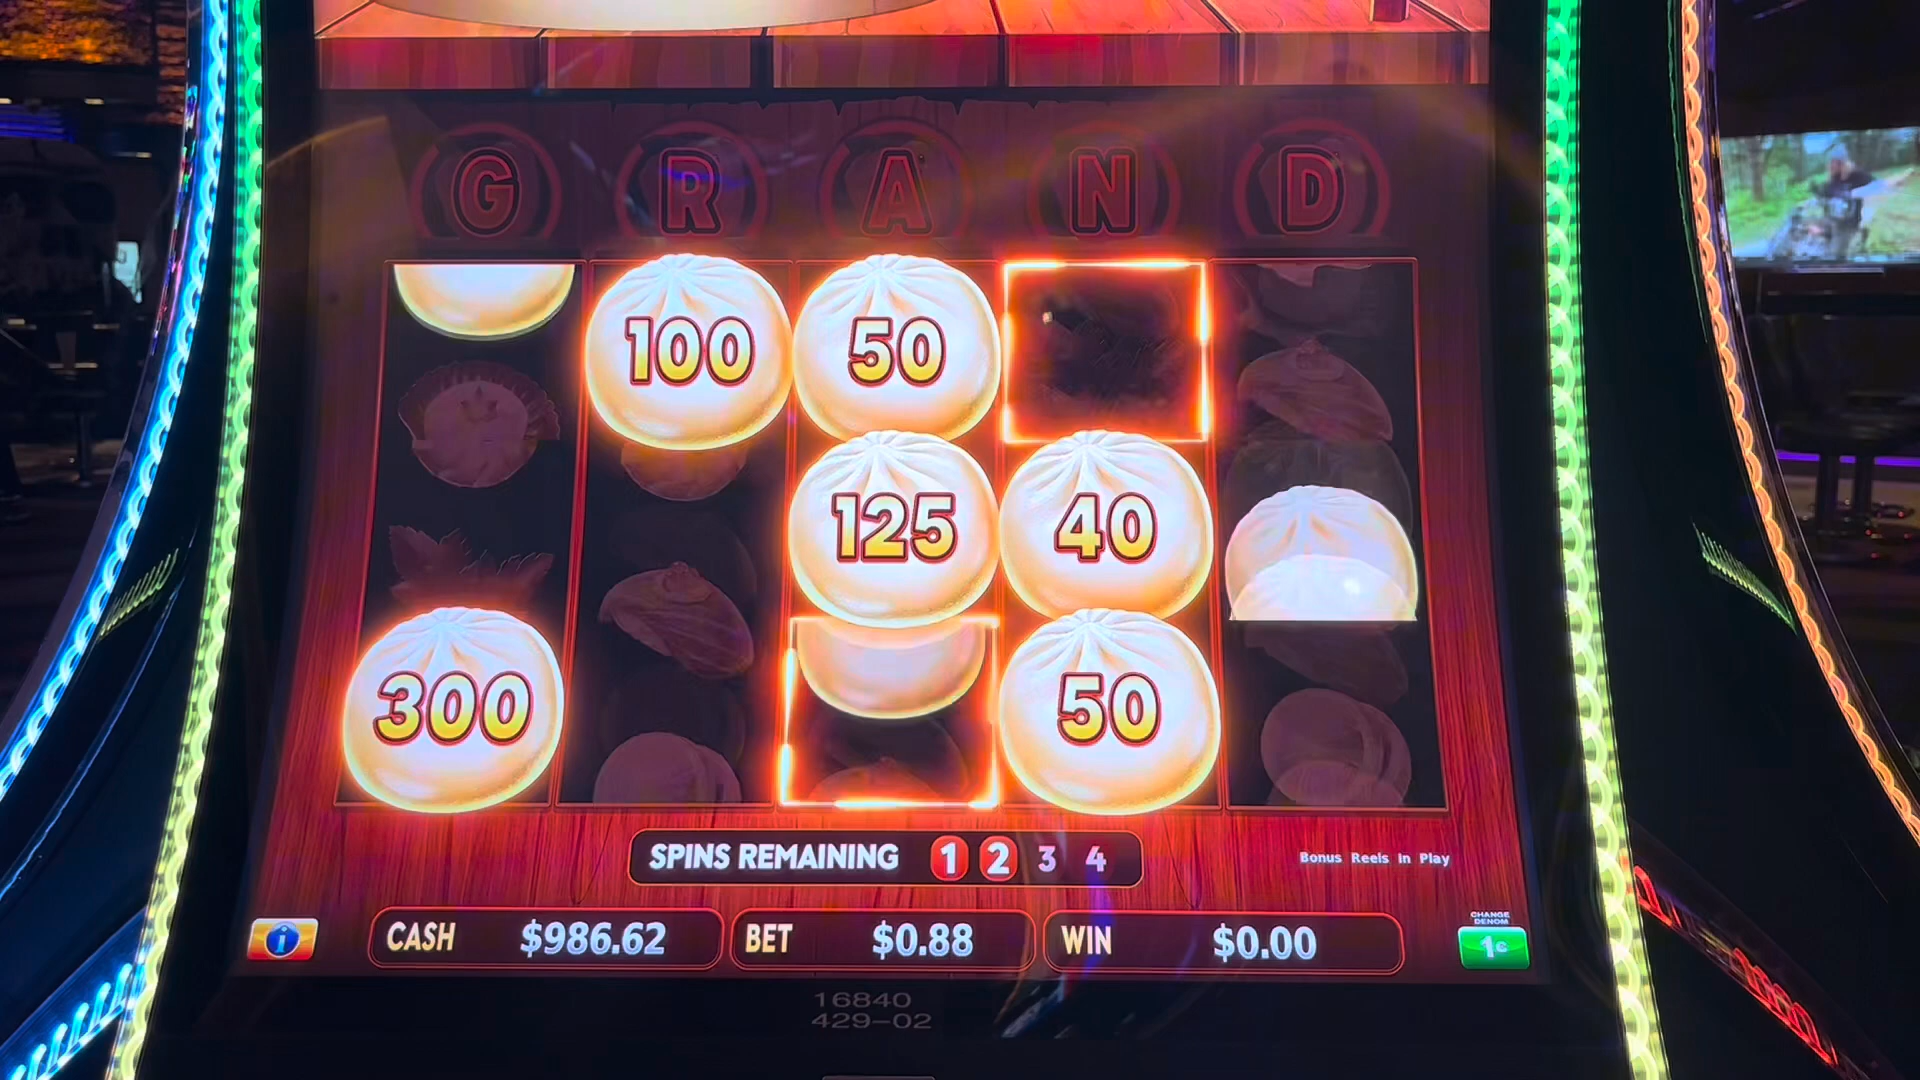 GRAND
100 50
125 40
300 50
SPINS REMAINING 1 2 3 4
Bonus Reels In Play
CHANGE
DENOM
i CASH $986.62 BET $0.88 WIN $0.00 1¢
16840
429-02